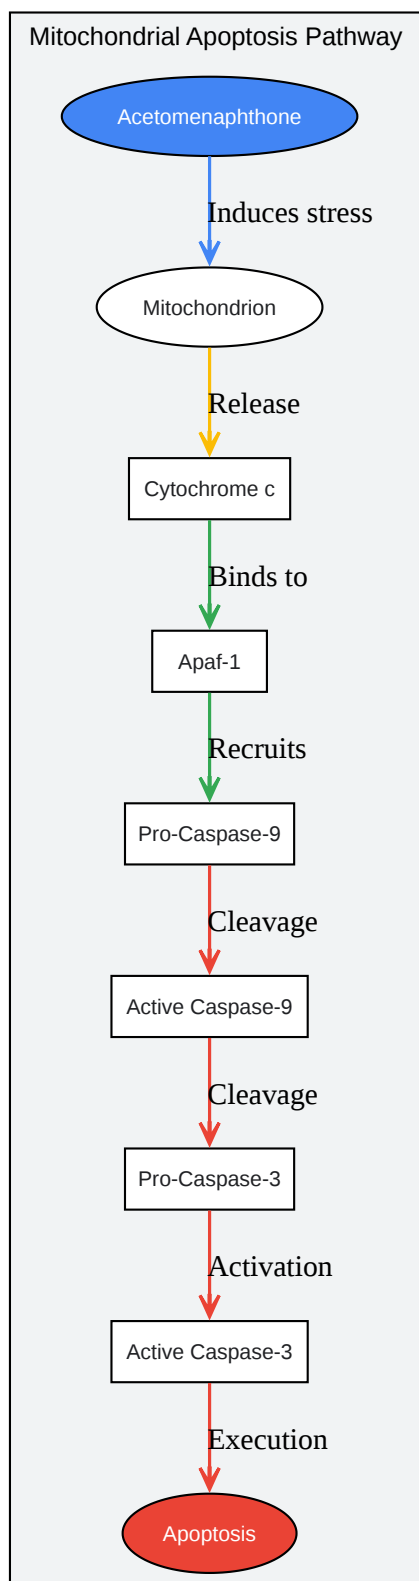 Mitochondrial Apoptosis Pathway
Acetomenaphthone
Induces stress
Mitochondrion
Release
Cytochrome c
Binds to
Apaf-1
Recruits
Pro-Caspase-9
Cleavage
Active Caspase-9
Cleavage
Pro-Caspase-3
Activation
Active Caspase-3
Execution
Apoptosis